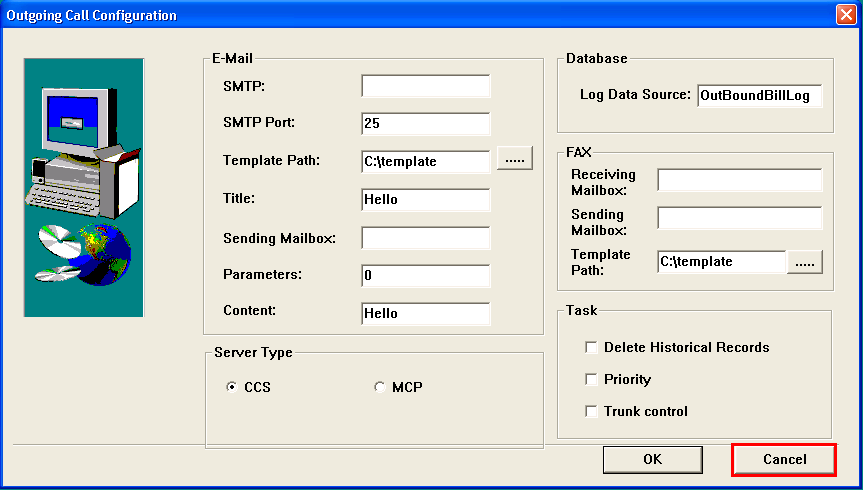 Outgoing Call Configuration
E-Mail
SMTP:
SMTP Port: 25
Template Path: C:\template .....
Title: Hello
Sending Mailbox:
Parameters: 0
Content: Hello
Server Type
CCS MCP
Database
Log Data Source: OutBoundBillLog
FAX
Receiving
Mailbox:
Sending
Mailbox:
Template
Path: C:\template .....
Task
Delete Historical Records
Priority
Trunk control
OK Cancel